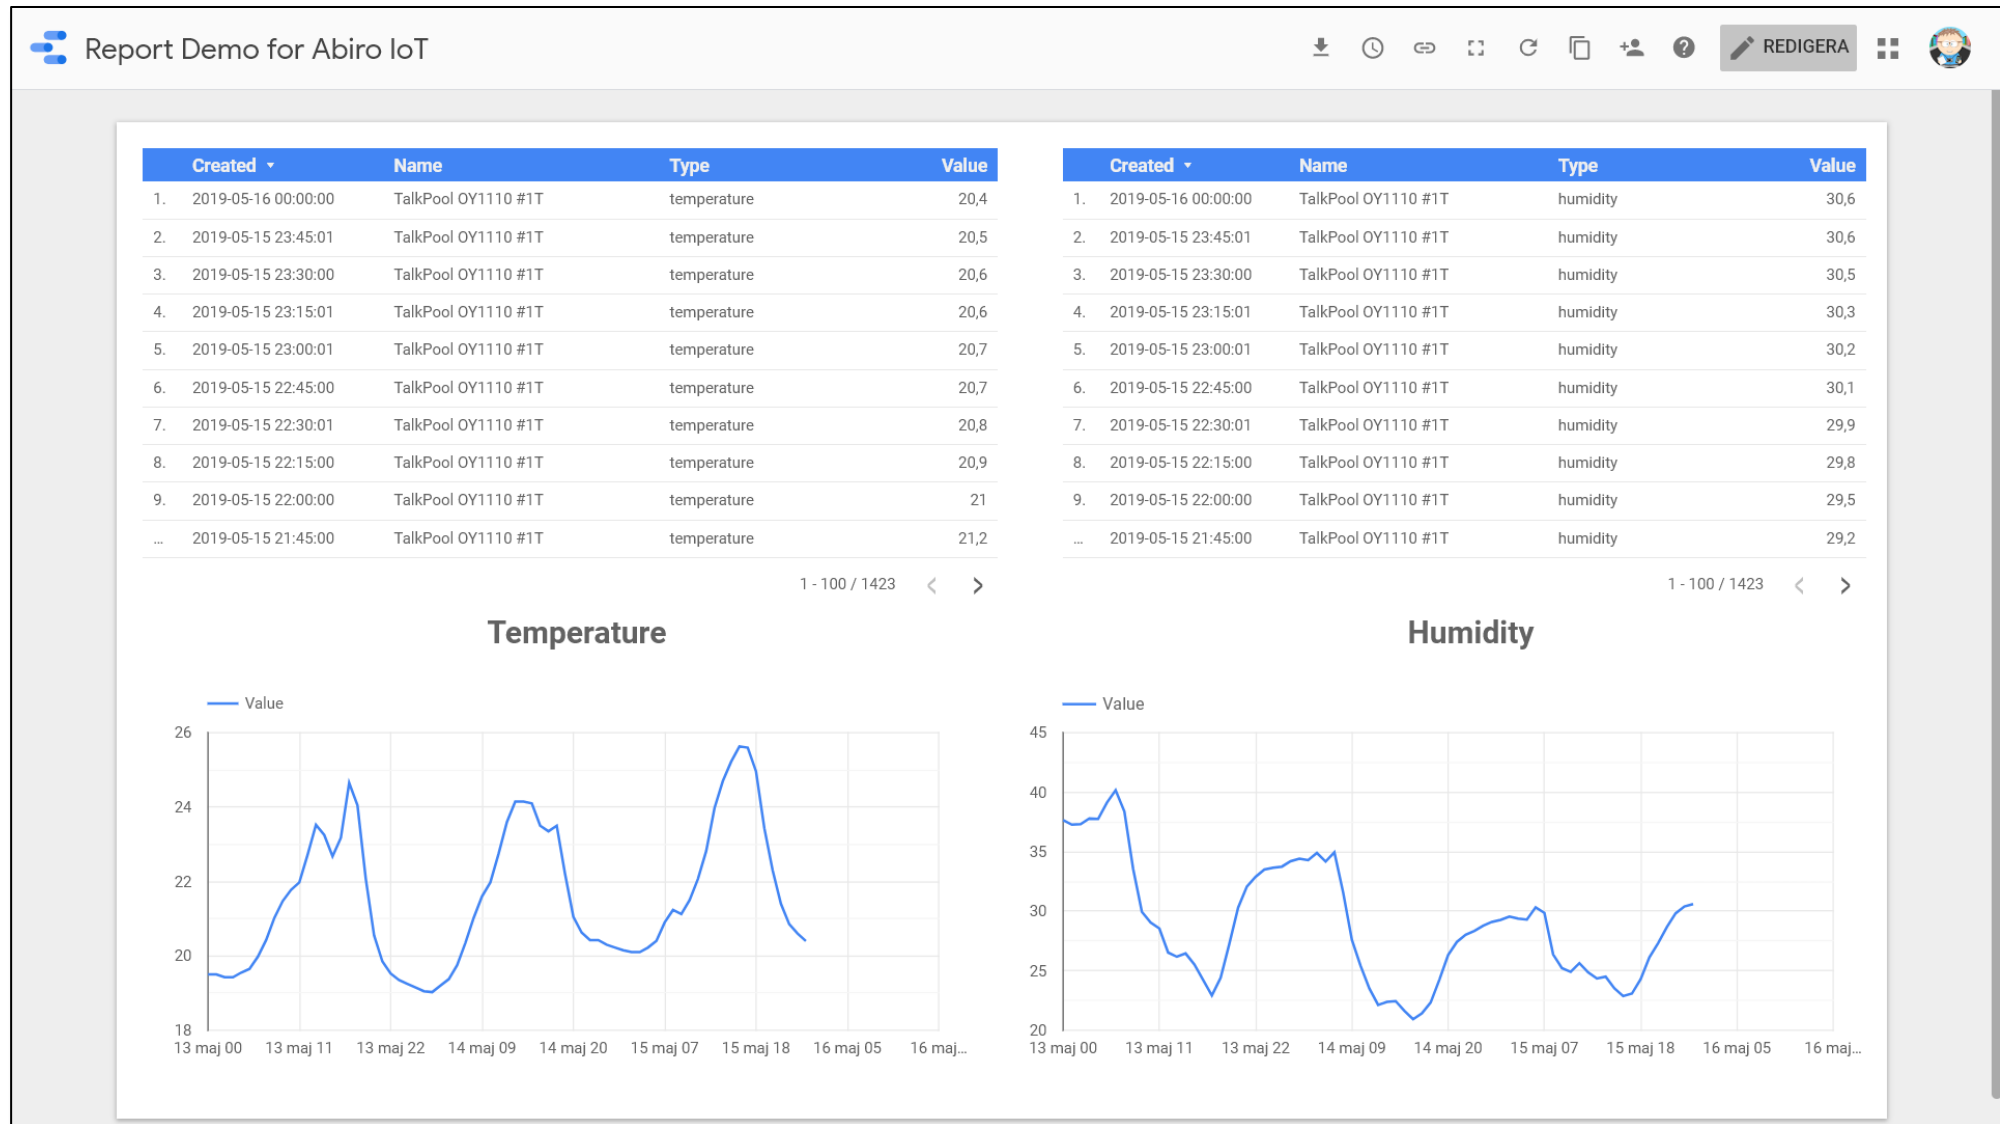 Report Demo for Abiro IoT
REDIGERA
Created Name Type Value
1. 2019-05-16 00:00:00 TalkPool OY1110 #1T temperature 20,4
2. 2019-05-15 23:45:01 TalkPool OY1110 #1T temperature 20,5
3. 2019-05-15 23:30:00 TalkPool OY1110 #1T temperature 20,6
4. 2019-05-15 23:15:01 TalkPool OY1110 #1T temperature 20,6
5. 2019-05-15 23:00:01 TalkPool OY1110 #1T temperature 20,7
6. 2019-05-15 22:45:00 TalkPool OY1110 #1T temperature 20,7
7. 2019-05-15 22:30:01 TalkPool OY1110 #1T temperature 20,8
8. 2019-05-15 22:15:00 TalkPool OY1110 #1T temperature 20,9
9. 2019-05-15 22:00:00 TalkPool OY1110 #1T temperature 21
... 2019-05-15 21:45:00 TalkPool OY1110 #1T temperature 21,2
1 - 100 / 1423
Created Name Type Value
1. 2019-05-16 00:00:00 TalkPool OY1110 #1T humidity 30,6
2. 2019-05-15 23:45:01 TalkPool OY1110 #1T humidity 30,6
3. 2019-05-15 23:30:00 TalkPool OY1110 #1T humidity 30,5
4. 2019-05-15 23:15:01 TalkPool OY1110 #1T humidity 30,3
5. 2019-05-15 23:00:01 TalkPool OY1110 #1T humidity 30,2
6. 2019-05-15 22:45:00 TalkPool OY1110 #1T humidity 30,1
7. 2019-05-15 22:30:01 TalkPool OY1110 #1T humidity 29,9
8. 2019-05-15 22:15:00 TalkPool OY1110 #1T humidity 29,8
9. 2019-05-15 22:00:00 TalkPool OY1110 #1T humidity 29,5
... 2019-05-15 21:45:00 TalkPool OY1110 #1T humidity 29,2
1 - 100 / 1423
Temperature
Value
26
24
22
20
18
13 maj 00 13 maj 11 13 maj 22 14 maj 09 14 maj 20 15 maj 07 15 maj 18 16 maj 05 16 maj...
Humidity
Value
45
40
35
30
25
20
13 maj 00 13 maj 11 13 maj 22 14 maj 09 14 maj 20 15 maj 07 15 maj 18 16 maj 05 16 maj...